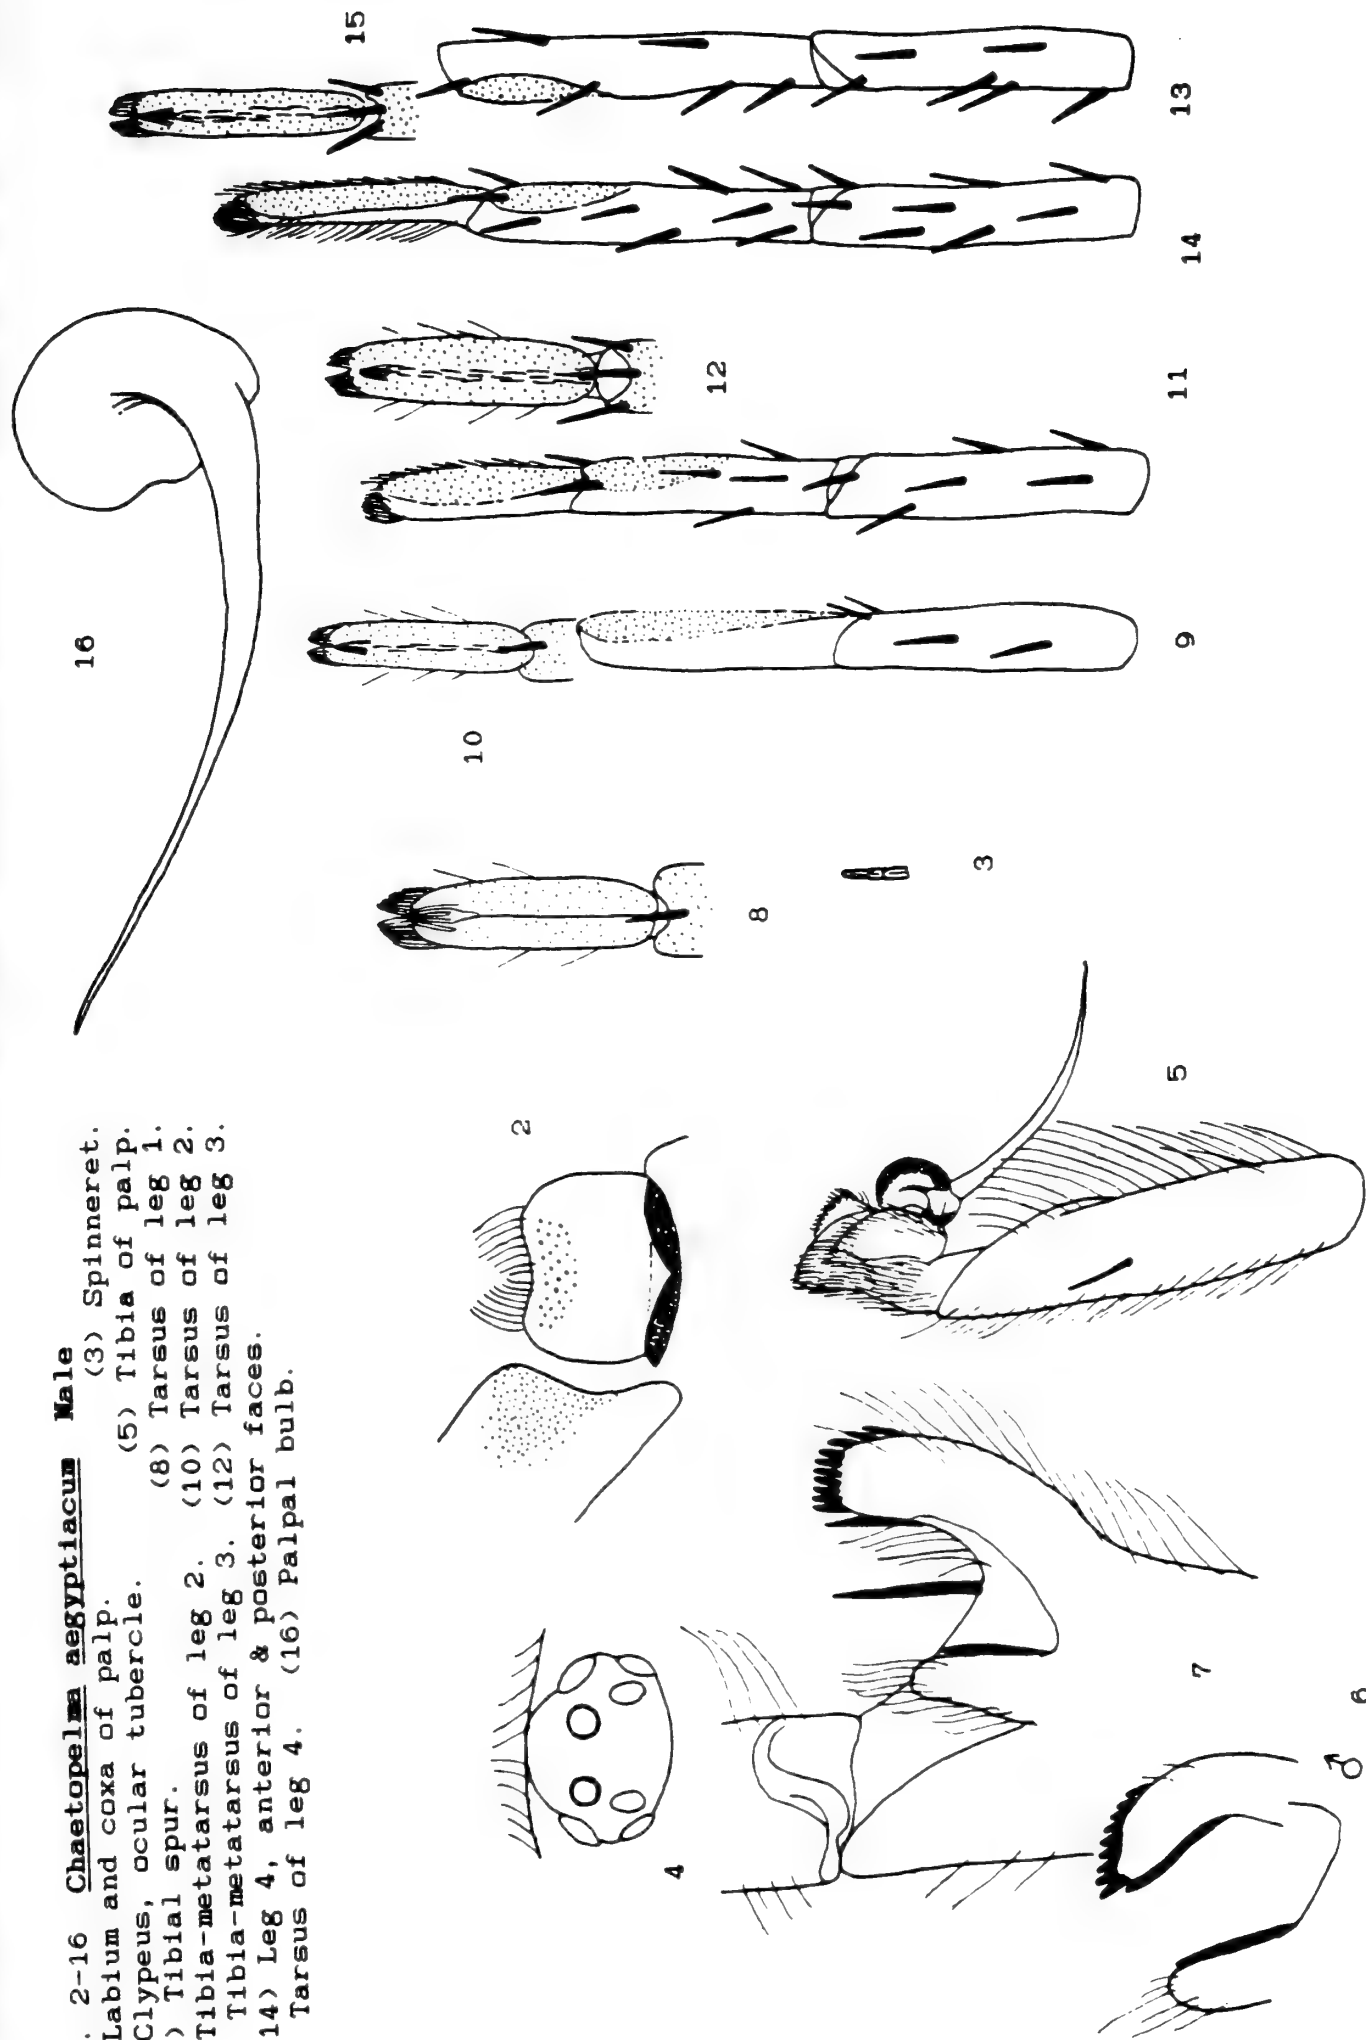 . 2-16 Chaetopelma aegyptiacum Male
Labium and coxa of palp. (3) Spinneret.
Clypeus, ocular tubercle. (5) Tibia of palp.
) Tibial spur. (8) Tarsus of leg 1.
Tibia-metatarsus of leg 2. (10) Tarsus of leg 2.
Tibia-metatarsus of leg 3. (12) Tarsus of leg 3.
14) Leg 4, anterior & posterior faces.
Tarsus of leg 4. (16) Palpal bulb.
15
13
14
16
12
11
10
9
8
3
2
5
4
7
6
♂